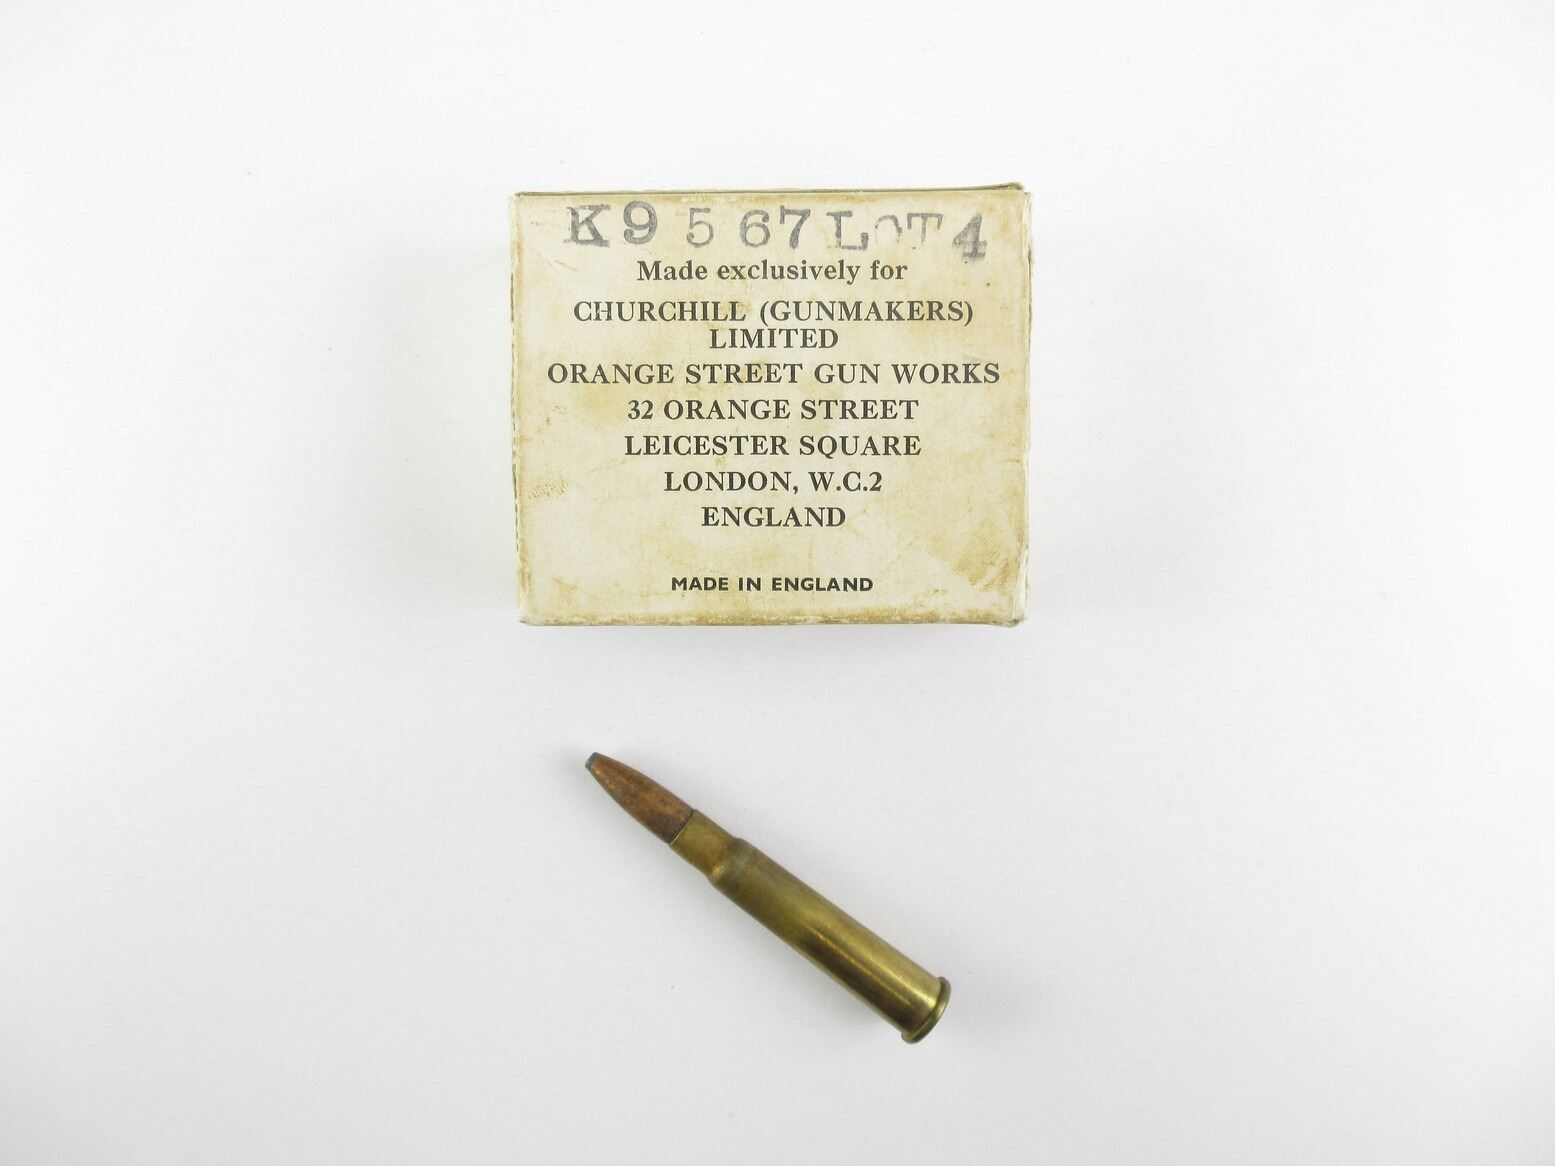 K9 5 67 LOT 4
Made exclusively for
CHURCHILL (GUNMAKERS)
LIMITED
ORANGE STREET GUN WORKS
32 ORANGE STREET
LEICESTER SQUARE
LONDON, W.C.2
ENGLAND
MADE IN ENGLAND